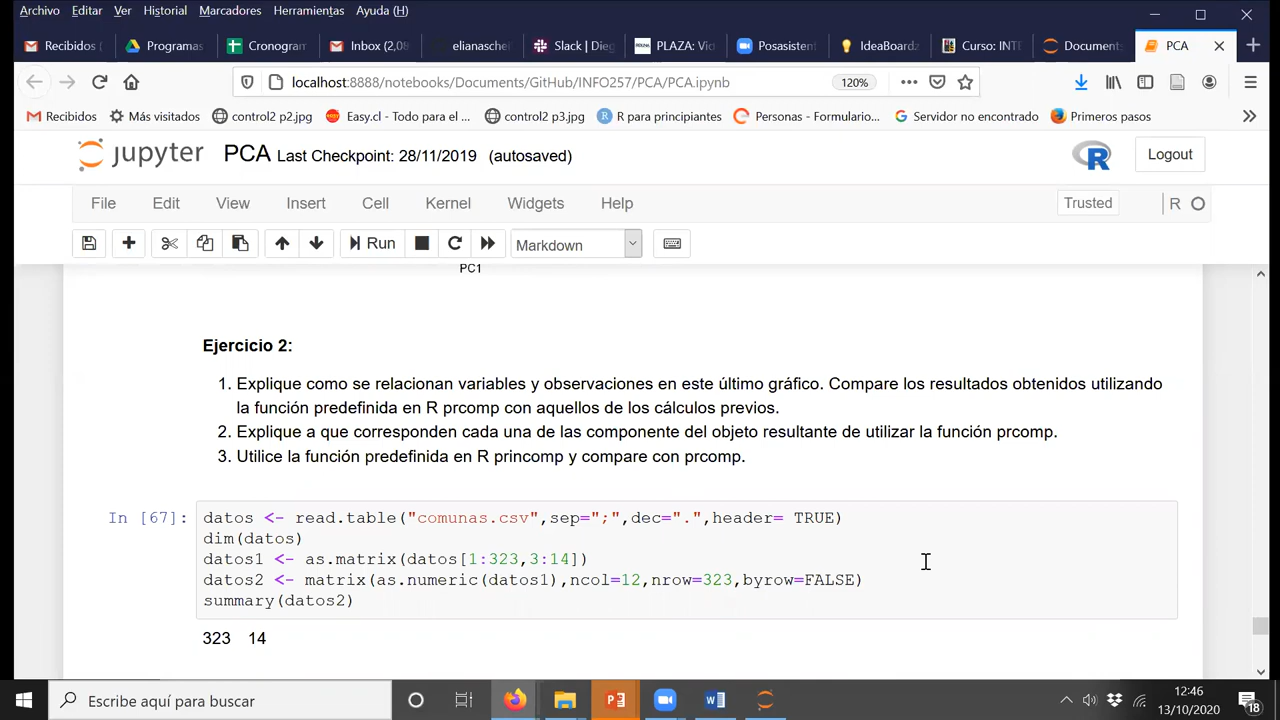 Archivo Editar Ver Historial Marcadores Herramientas Ayuda (H)
Recibidos ( Programas Cronogram Inbox (2,08 elianasche Slack | Dieg PLAZA: Vi Posasistent IdeaBoardz Curso: INTE Documents PCA
localhost:8888/notebooks/Documents/GitHub/INFO257/PCA/PCA.ipynb 120%
Recibidos Más visitados control2 p2.jpg Easy.cl - Todo para el ... control2 p3.jpg R para principiantes Personas - Formulario... Servidor no encontrado Primeros pasos
jupyter PCA Last Checkpoint: 28/11/2019 (autosaved) Logout
File Edit View Insert Cell Kernel Widgets Help Trusted R
Run Markdown
PC1
Ejercicio 2:
1. Explique como se relacionan variables y observaciones en este último gráfico. Compare los resultados obtenidos utilizando
la función predefinida en R prcomp con aquellos de los cálculos previos.
2. Explique a que corresponden cada una de las componente del objeto resultante de utilizar la función prcomp.
3. Utilice la función predefinida en R princomp y compare con prcomp.
In [67]: datos <- read.table("comunas.csv",sep=";",dec=".",header= TRUE)
dim(datos)
datos1 <- as.matrix(datos[1:323,3:14])
datos2 <- matrix(as.numeric(datos1),ncol=12,nrow=323,byrow=FALSE)
summary(datos2)
323 14
Escribe aquí para buscar
12:46
13/10/2020
18